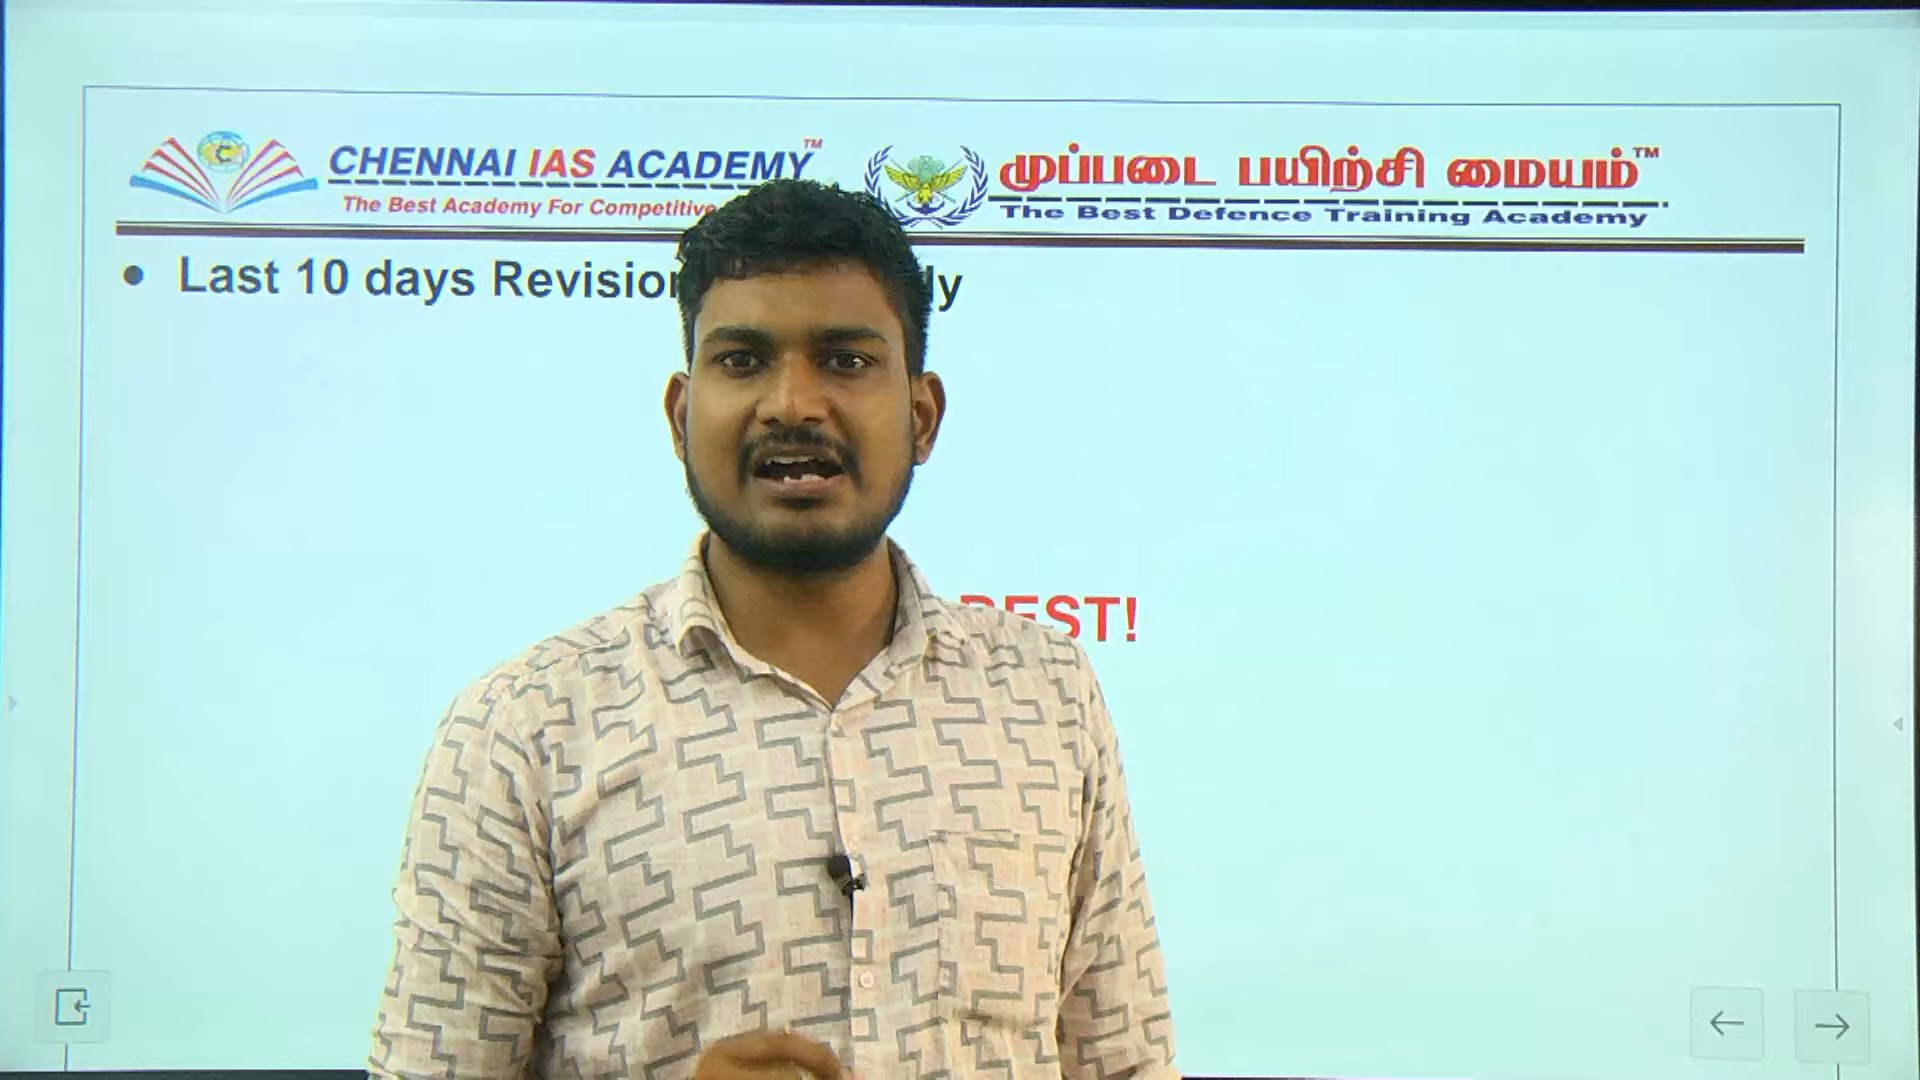 CHENNAI IAS ACADEMY™
The Best Academy For Competitive
முப்படை பயிற்சி மையம்™
The Best Defence Training Academy
• Last 10 days Revision
BEST!